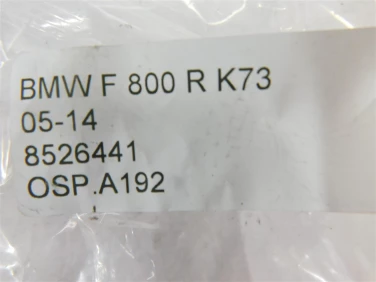 BMW F 800 R K73
05-14
8526441
OSP.A192